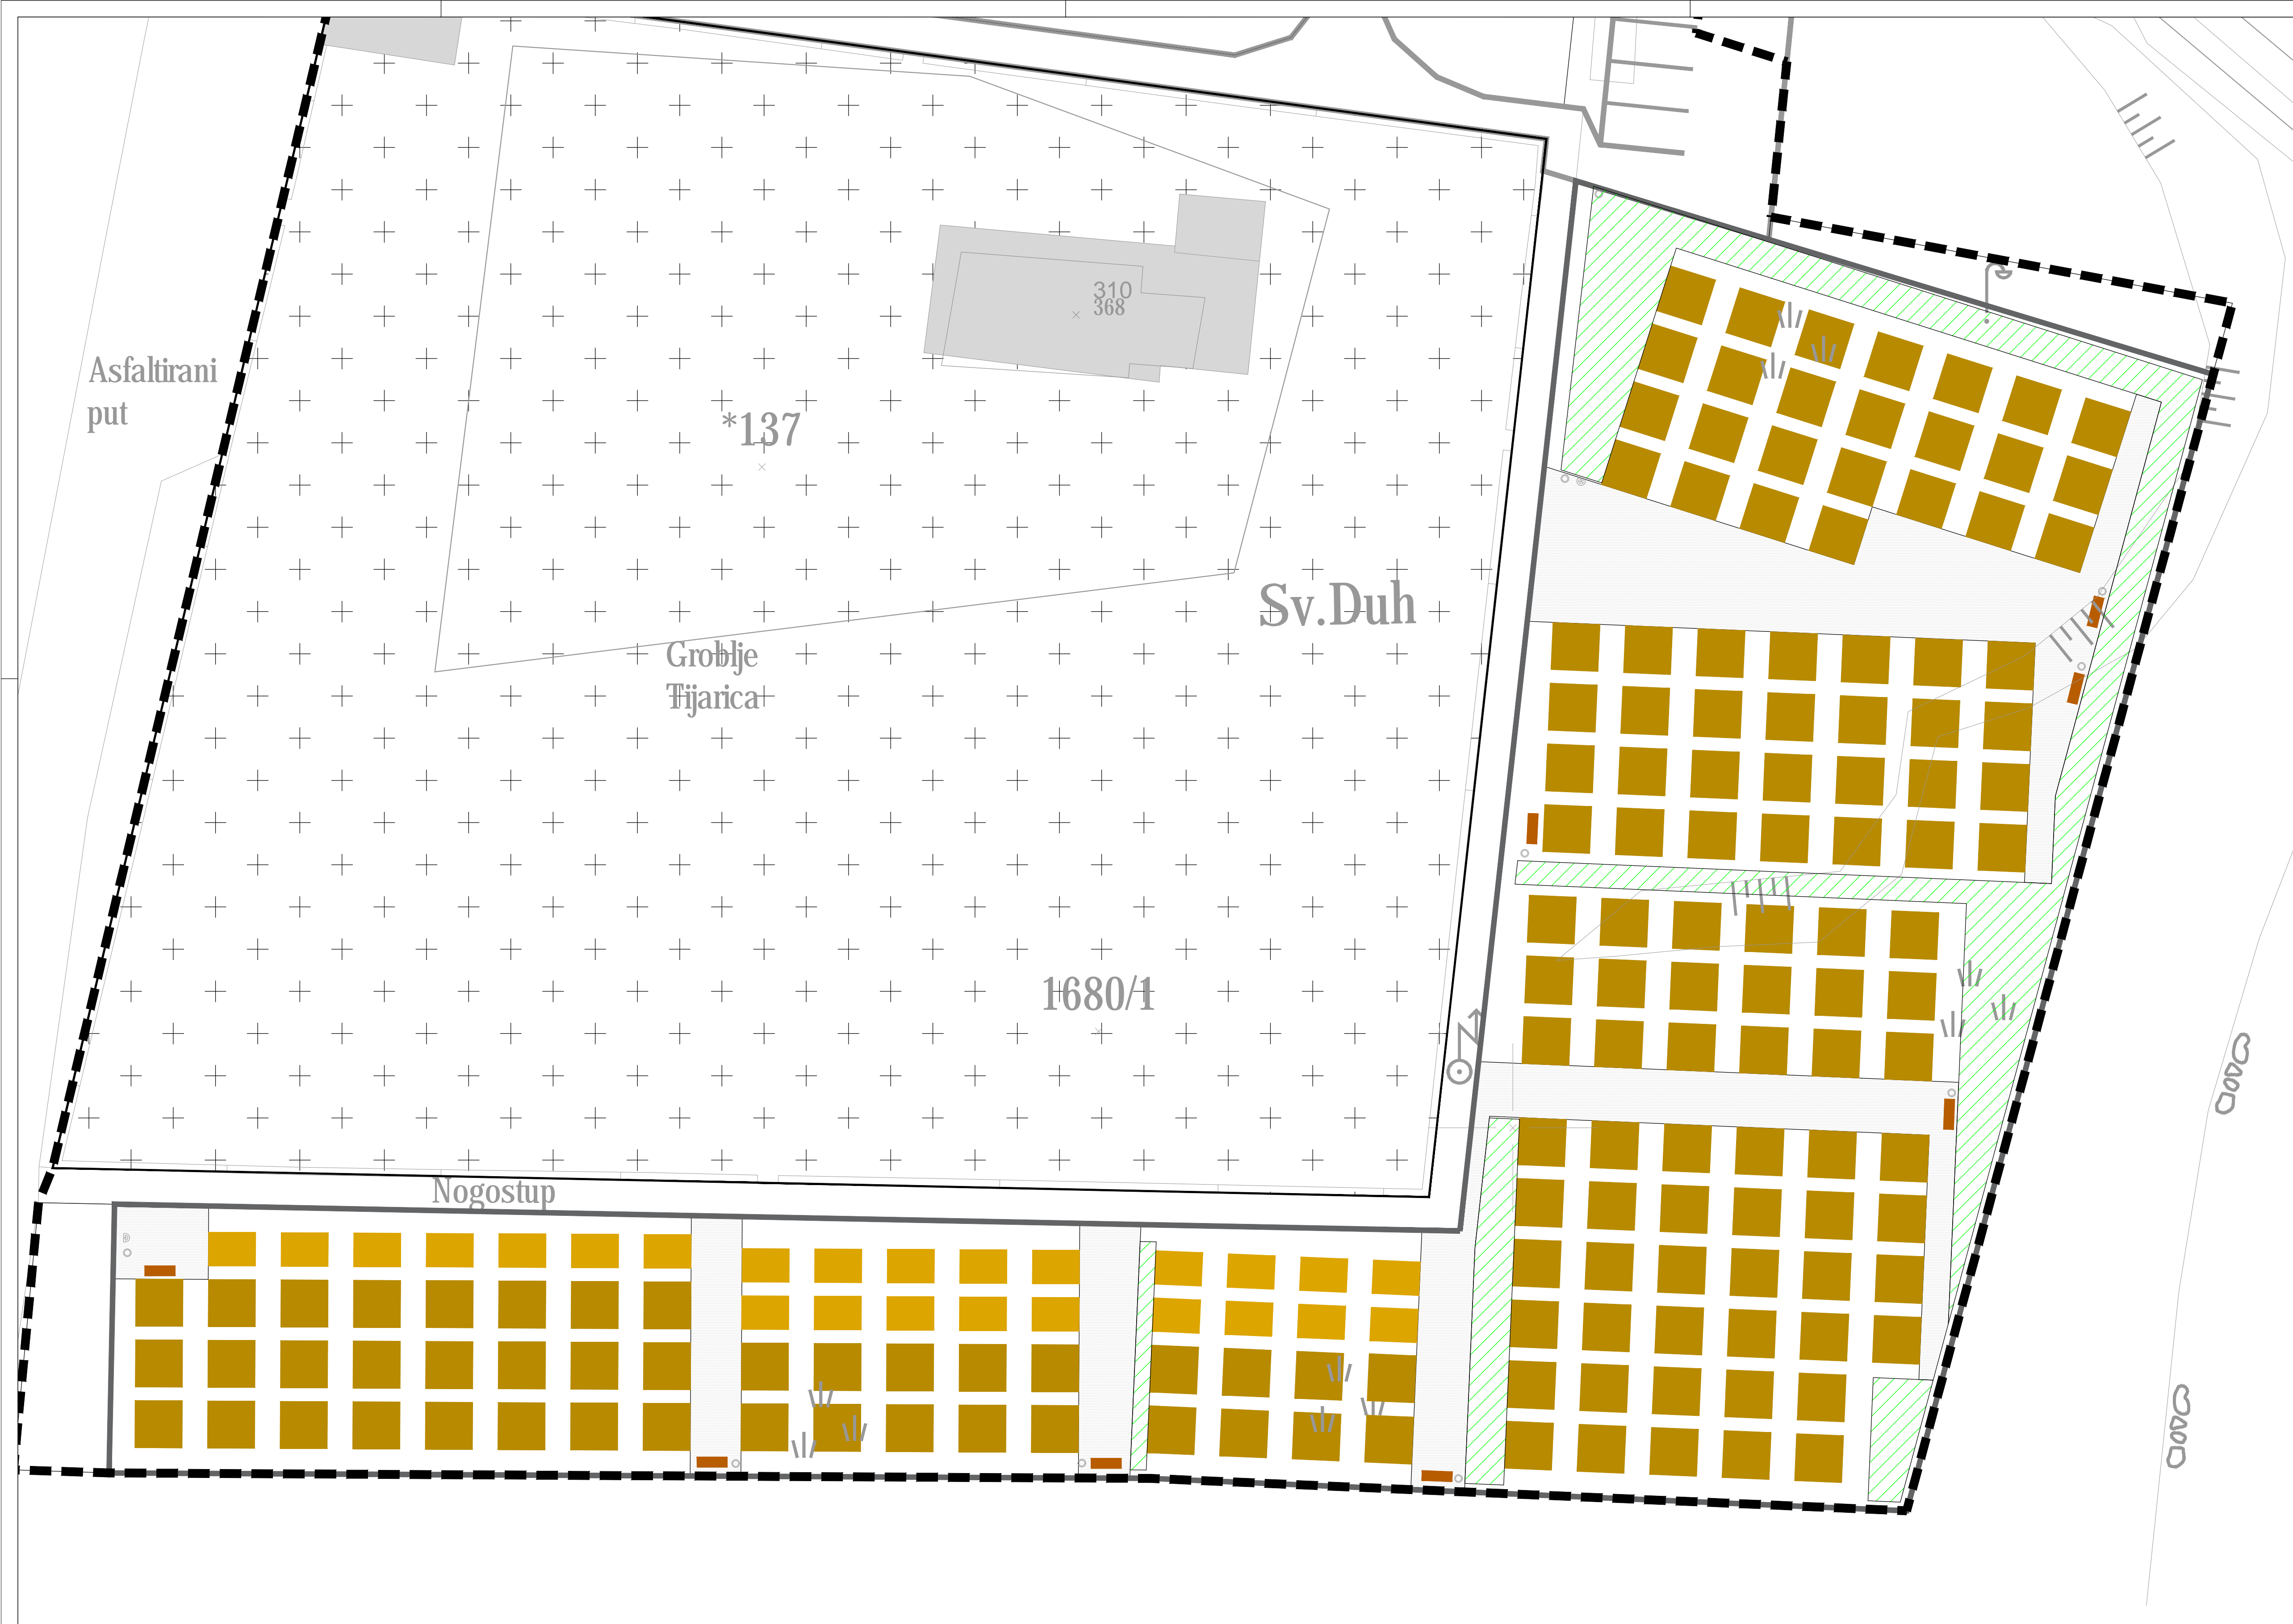 310
368
Asfaltirani
put
*137
Sv.Duh
Groblje
Tijarica
1680/1
Nogostup